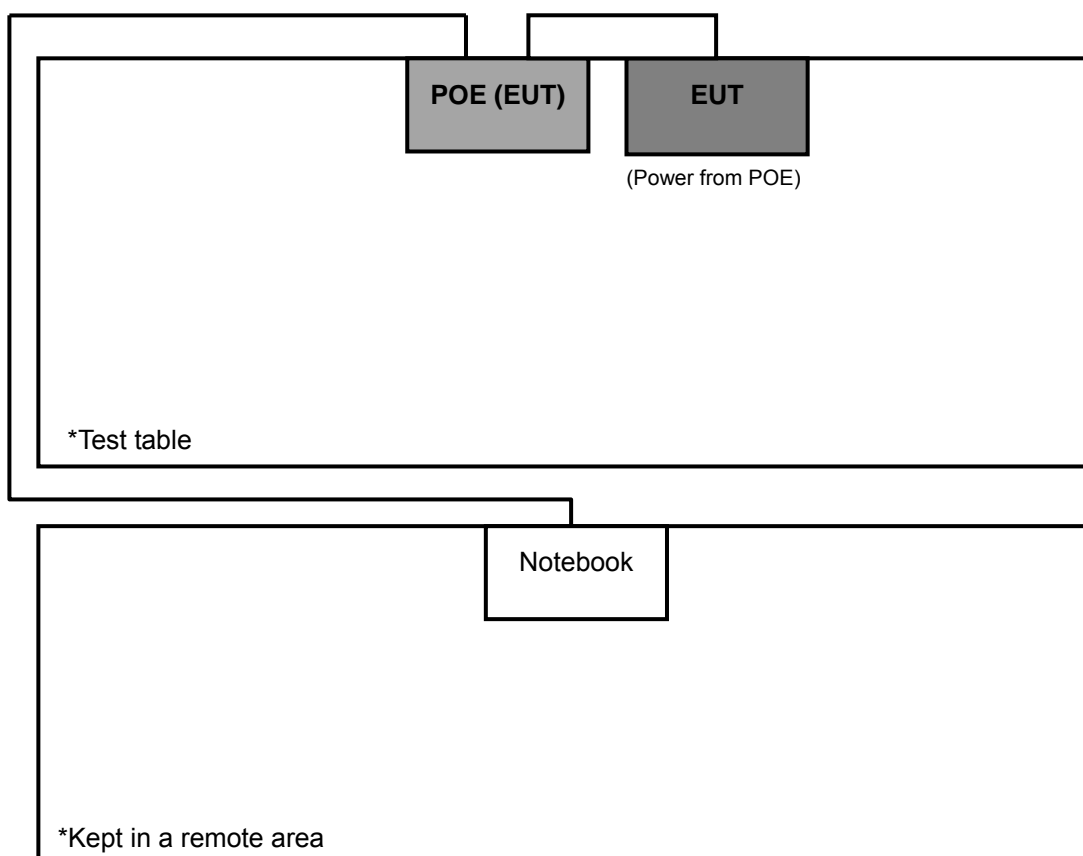 POE (EUT)
EUT
(Power from POE)
*Test table
Notebook
*Kept in a remote area